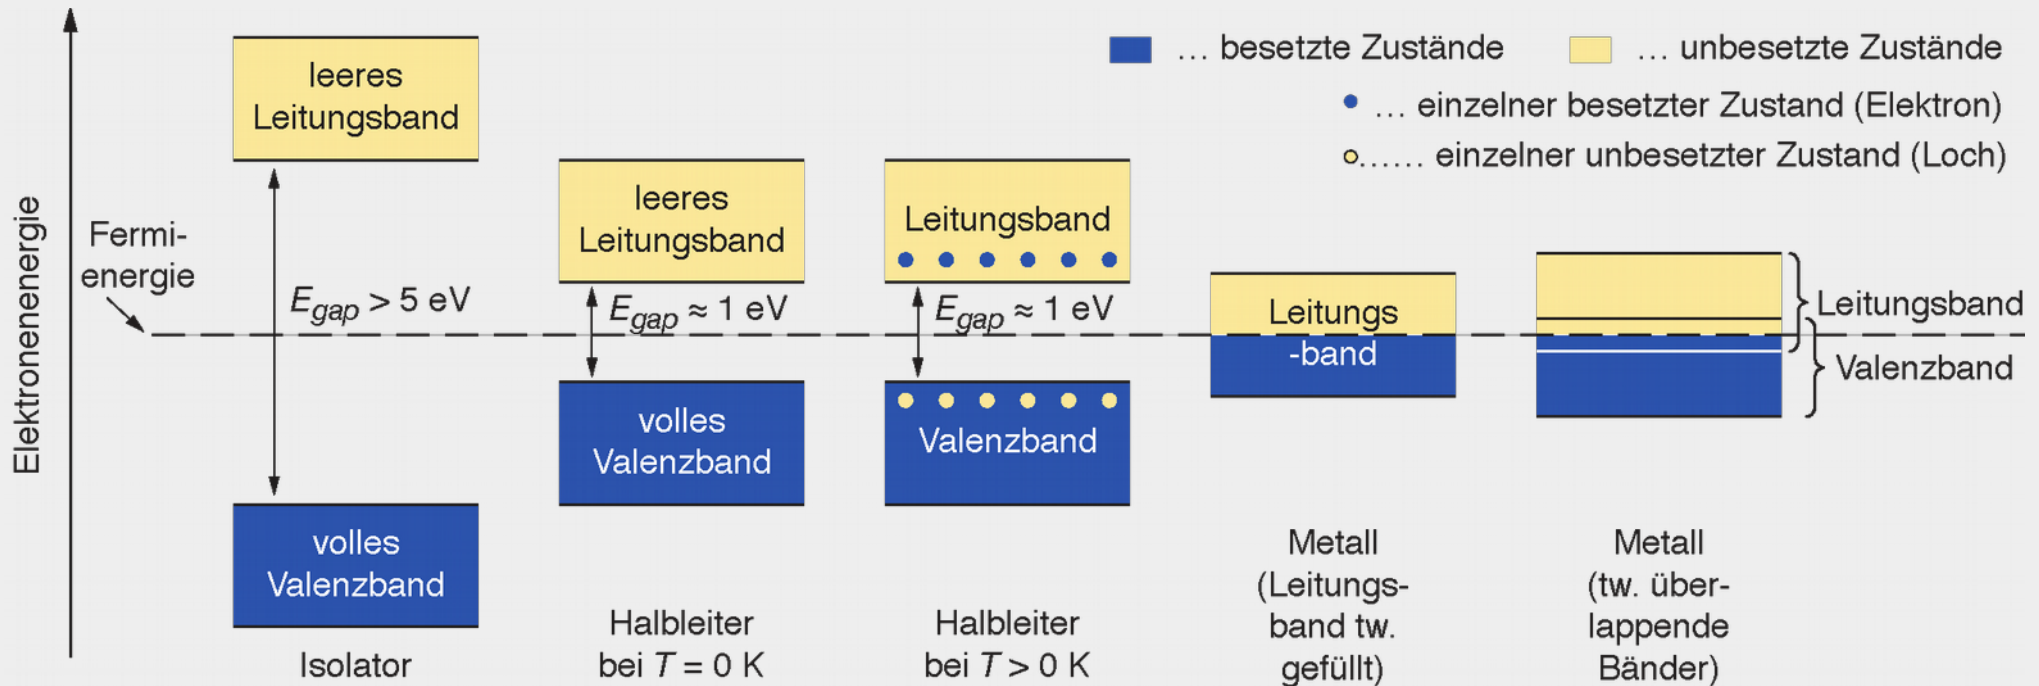 Elektronenenergie
Fermi-
energie
leeres
Leitungsband
E_gap > 5 eV
volles
Valenzband
Isolator
leeres
Leitungsband
E_gap ≈ 1 eV
volles
Valenzband
Halbleiter
bei T = 0 K
Leitungsband
E_gap ≈ 1 eV
Valenzband
Halbleiter
bei T > 0 K
Leitungs
-band
Metall
(Leitungs-
band tw.
gefüllt)
Leitungsband
Valenzband
Metall
(tw. über-
lappende
Bänder)
... besetzte Zustände
... unbesetzte Zustände
... einzelner besetzter Zustand (Elektron)
...... einzelner unbesetzter Zustand (Loch)